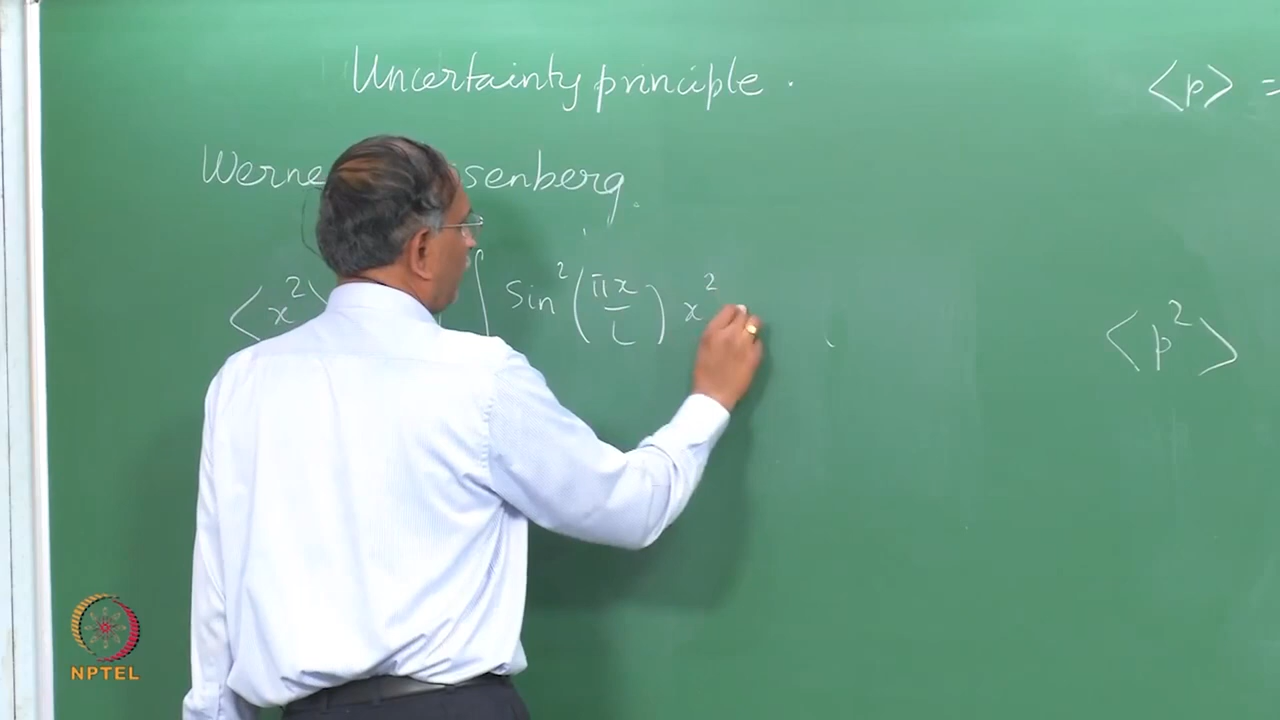 Uncertainty principle.
<p> =
Werne senberg.
<x²> ∫ Sin² (πx/L) x²
<p²>
NPTEL